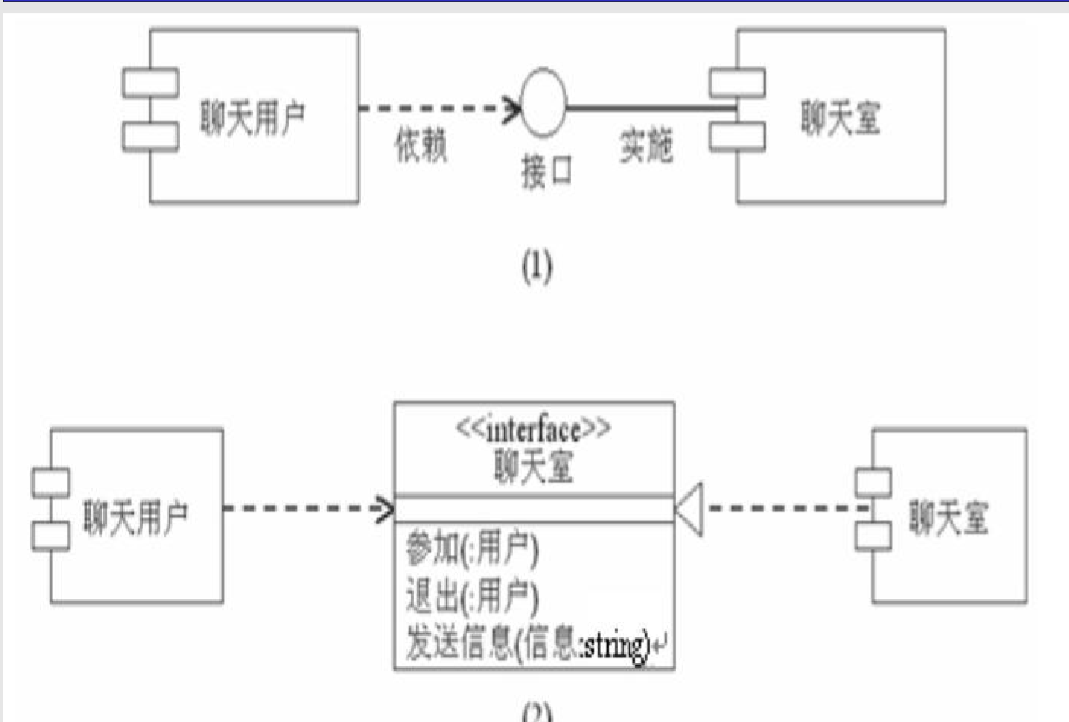 聊天用户
依赖
接口
实施
聊天室
(1)
聊天用户
<<interface>>
聊天室
参加(:用户)
退出(:用户)
发送信息(信息:string)↵
聊天室
(2)